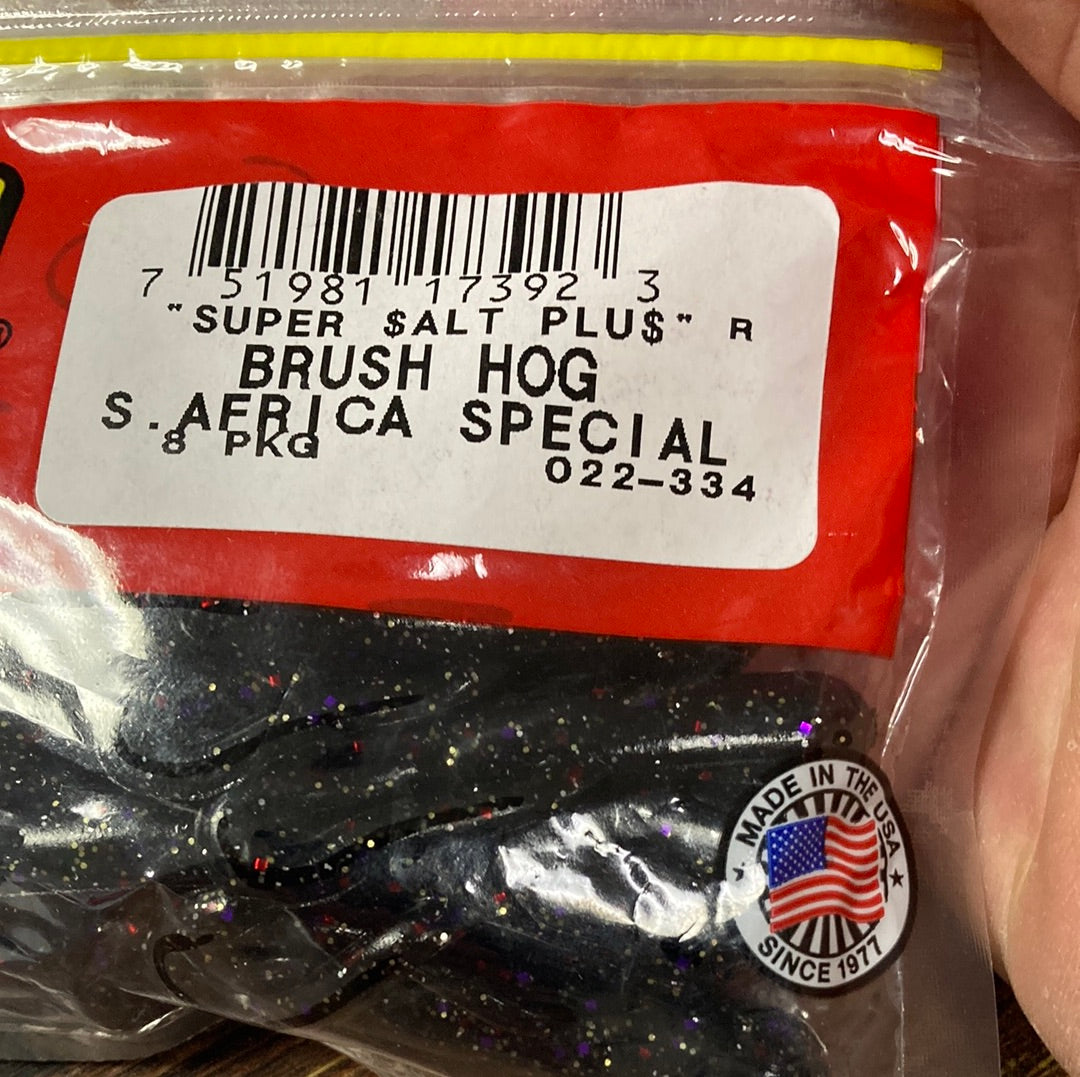 7 51981 17392 3
"SUPER $ALT PLU$" R
BRUSH HOG
S.AFRICA SPECIAL
8 PKG
022-334
MADE IN THE USA
SINCE 1977